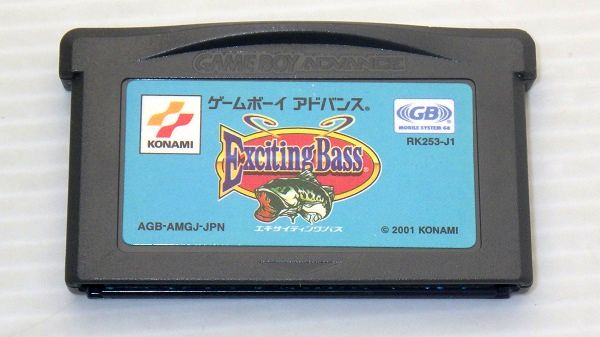 GAME BOY ADVANCE
ゲームボーイ アドバンス®
KONAMI
GB
MOBILE SYSTEM GB
RK253-J1
Exciting Bass
エキサイティングバス
AGB-AMGJ-JPN
© 2001 KONAMI